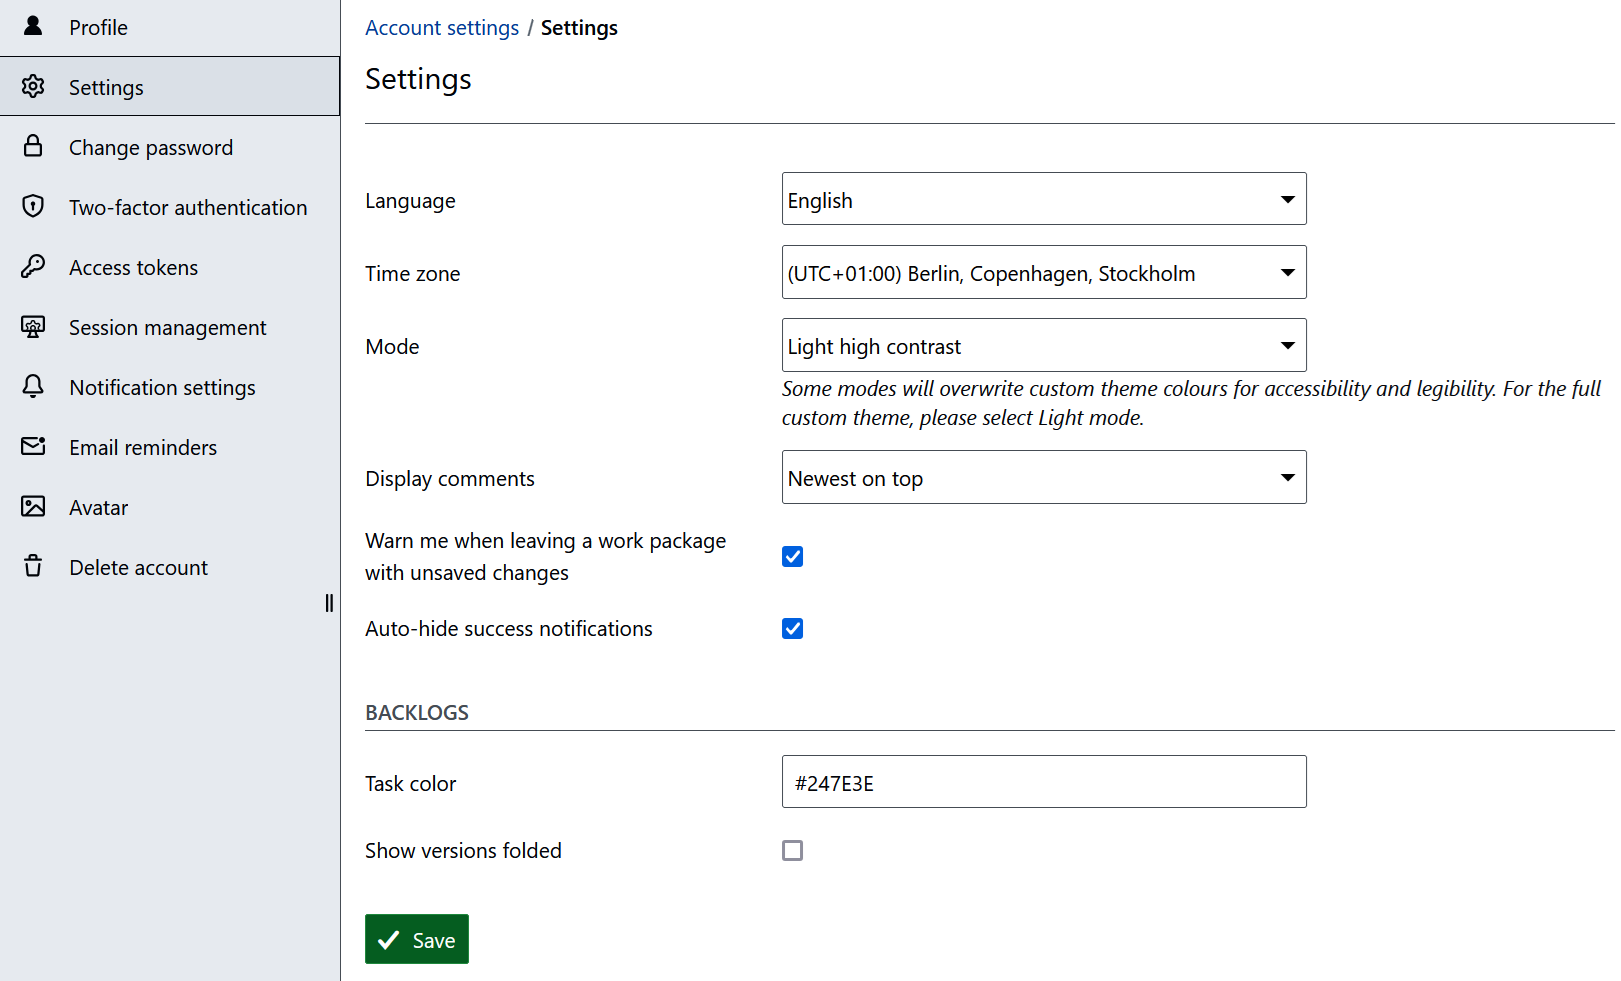 Profile
Settings
Change password
Two-factor authentication
Access tokens
Session management
Notification settings
Email reminders
Avatar
Delete account
Account settings / Settings
Settings
Language
English
Time zone
(UTC+01:00) Berlin, Copenhagen, Stockholm
Mode
Light high contrast
Some modes will overwrite custom theme colours for accessibility and legibility. For the full
custom theme, please select Light mode.
Display comments
Newest on top
Warn me when leaving a work package
with unsaved changes
Auto-hide success notifications
BACKLOGS
Task color
#247E3E
Show versions folded
Save